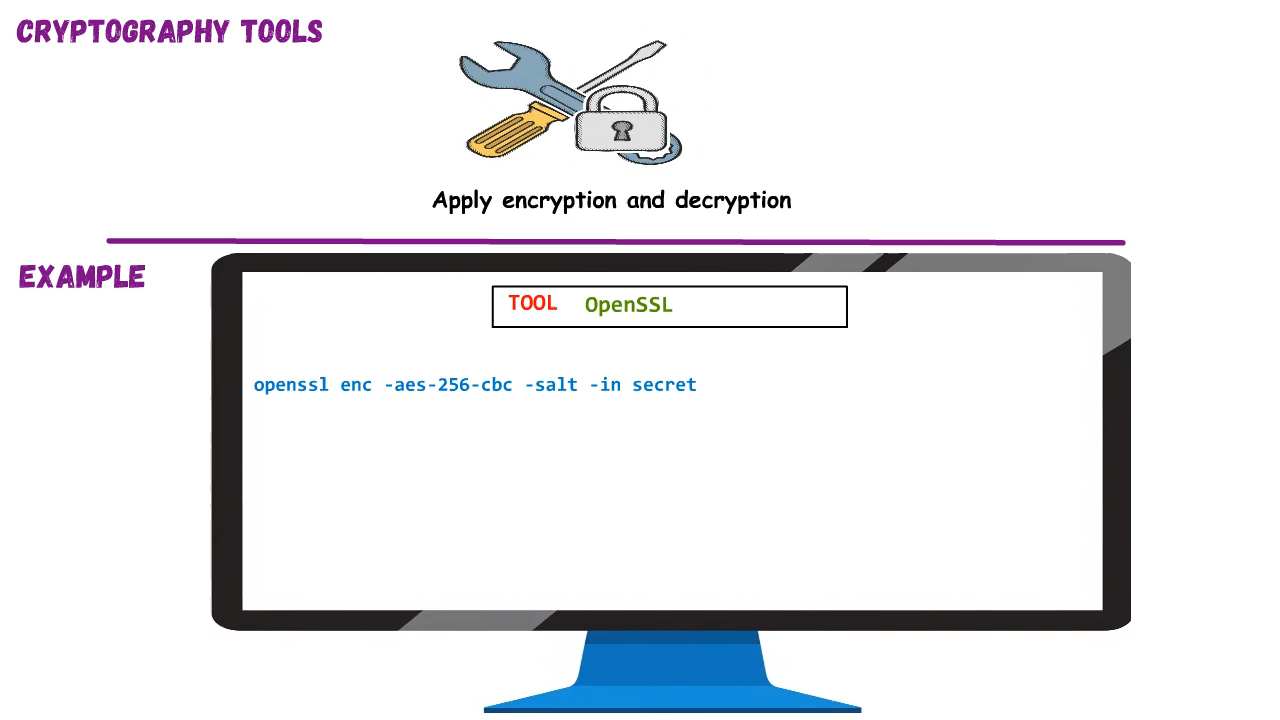 CRYPTOGRAPHY TOOLS
Apply encryption and decryption
EXAMPLE
TOOL OpenSSL
openssl enc -aes-256-cbc -salt -in secret